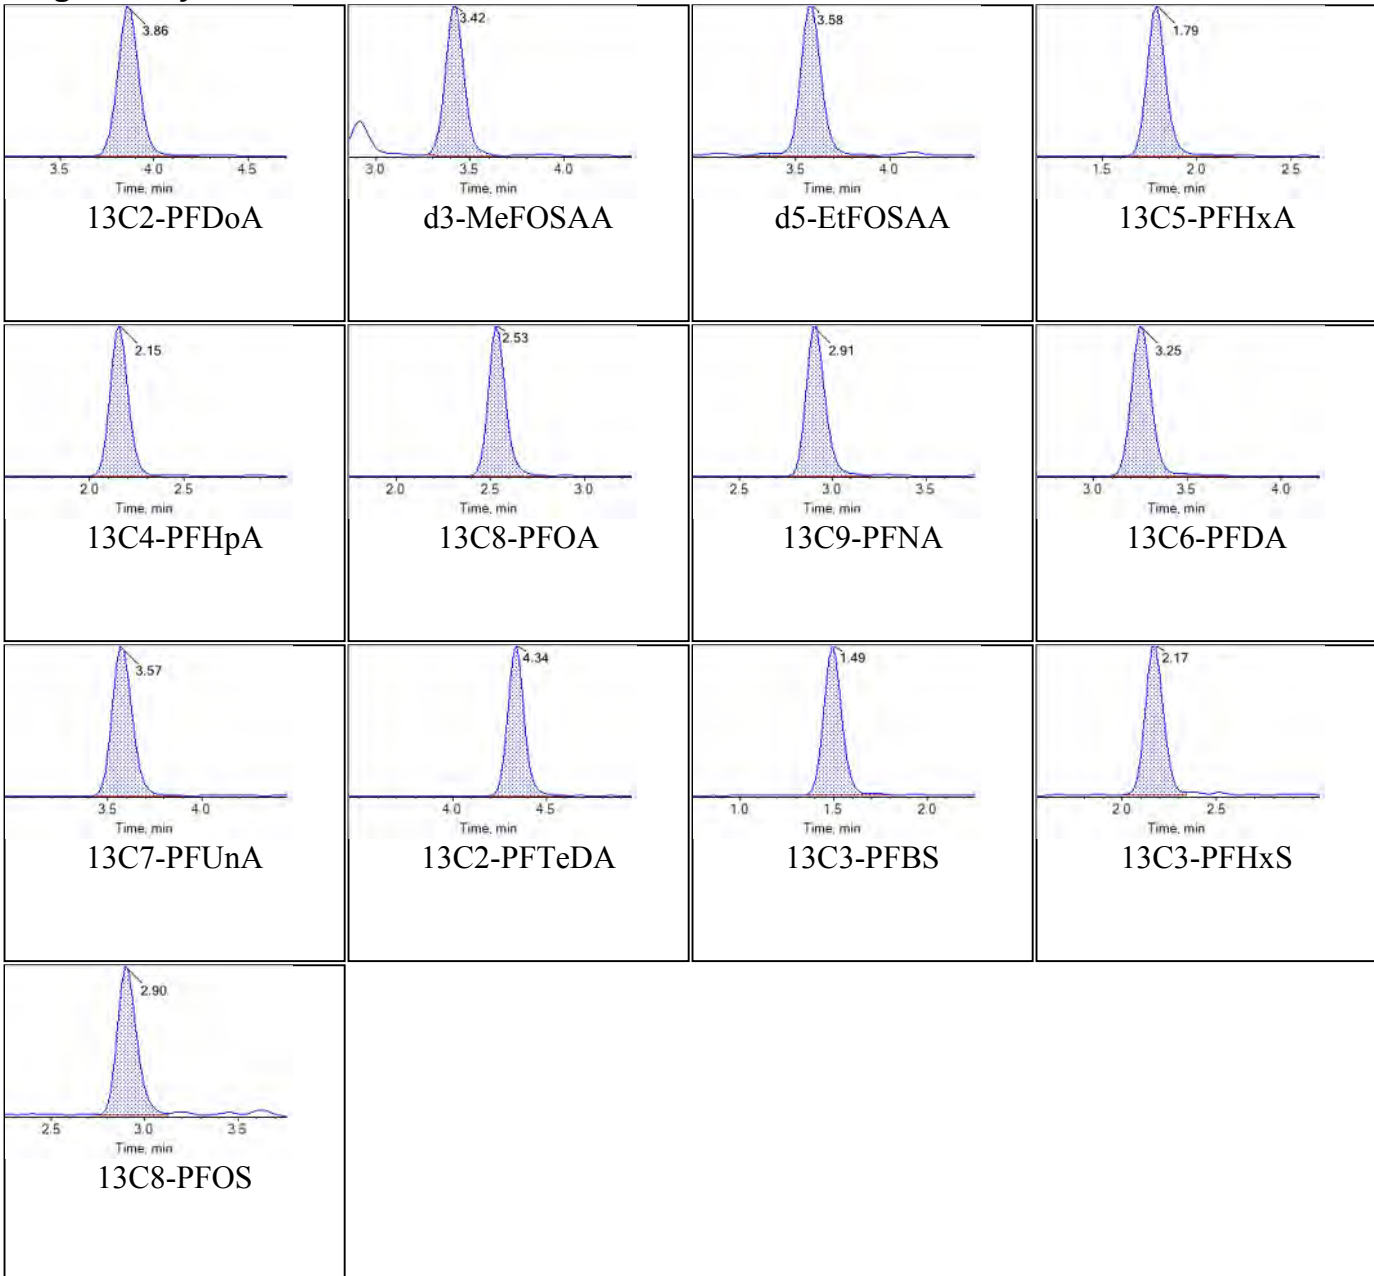 3.86
3.5 4.0 4.5
Time, min
13C2-PFDoA
3.42
3.0 3.5 4.0
Time, min
d3-MeFOSAA
3.58
3.5 4.0
Time, min
d5-EtFOSAA
1.79
1.5 2.0 2.5
Time, min
13C5-PFHxA
2.15
2.0 2.5
Time, min
13C4-PFHpA
2.53
2.0 2.5 3.0
Time, min
13C8-PFOA
2.91
2.5 3.0 3.5
Time, min
13C9-PFNA
3.25
3.0 3.5 4.0
Time, min
13C6-PFDA
3.57
3.5 4.0
Time, min
13C7-PFUnA
4.34
4.0 4.5
Time, min
13C2-PFTeDA
1.49
1.0 1.5 2.0
Time, min
13C3-PFBS
2.17
2.0 2.5
Time, min
13C3-PFHxS
2.90
2.5 3.0 3.5
Time, min
13C8-PFOS